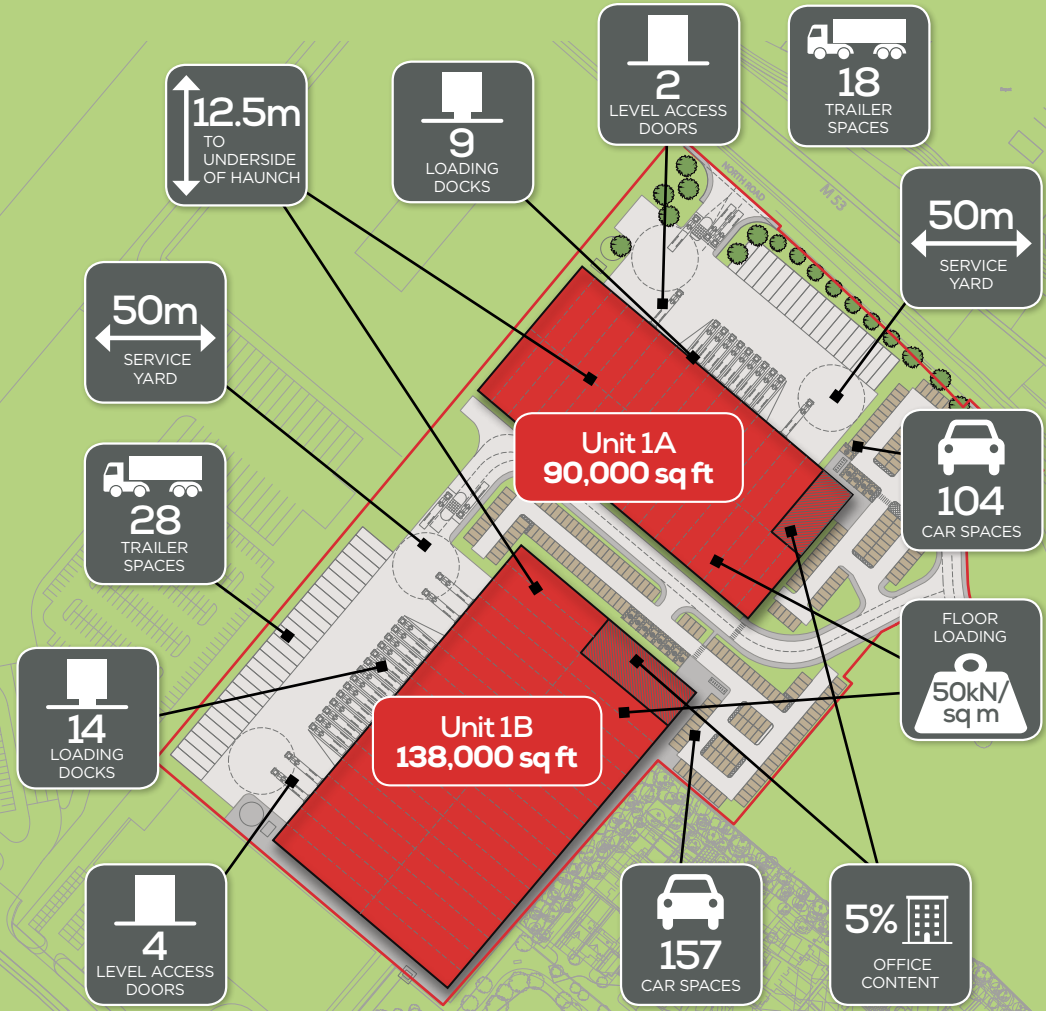 2
LEVEL ACCESS
DOORS
18
TRAILER
SPACES
12.5m
TO
UNDERSIDE
OF HAUNCH
9
LOADING
DOCKS
NORTH ROAD
M 53
50m
SERVICE
YARD
50m
SERVICE
YARD
Unit 1A
90,000 sq ft
104
CAR SPACES
28
TRAILER
SPACES
FLOOR
LOADING
50kN/
sq m
14
LOADING
DOCKS
Unit 1B
138,000 sq ft
4
LEVEL ACCESS
DOORS
157
CAR SPACES
5%
OFFICE
CONTENT